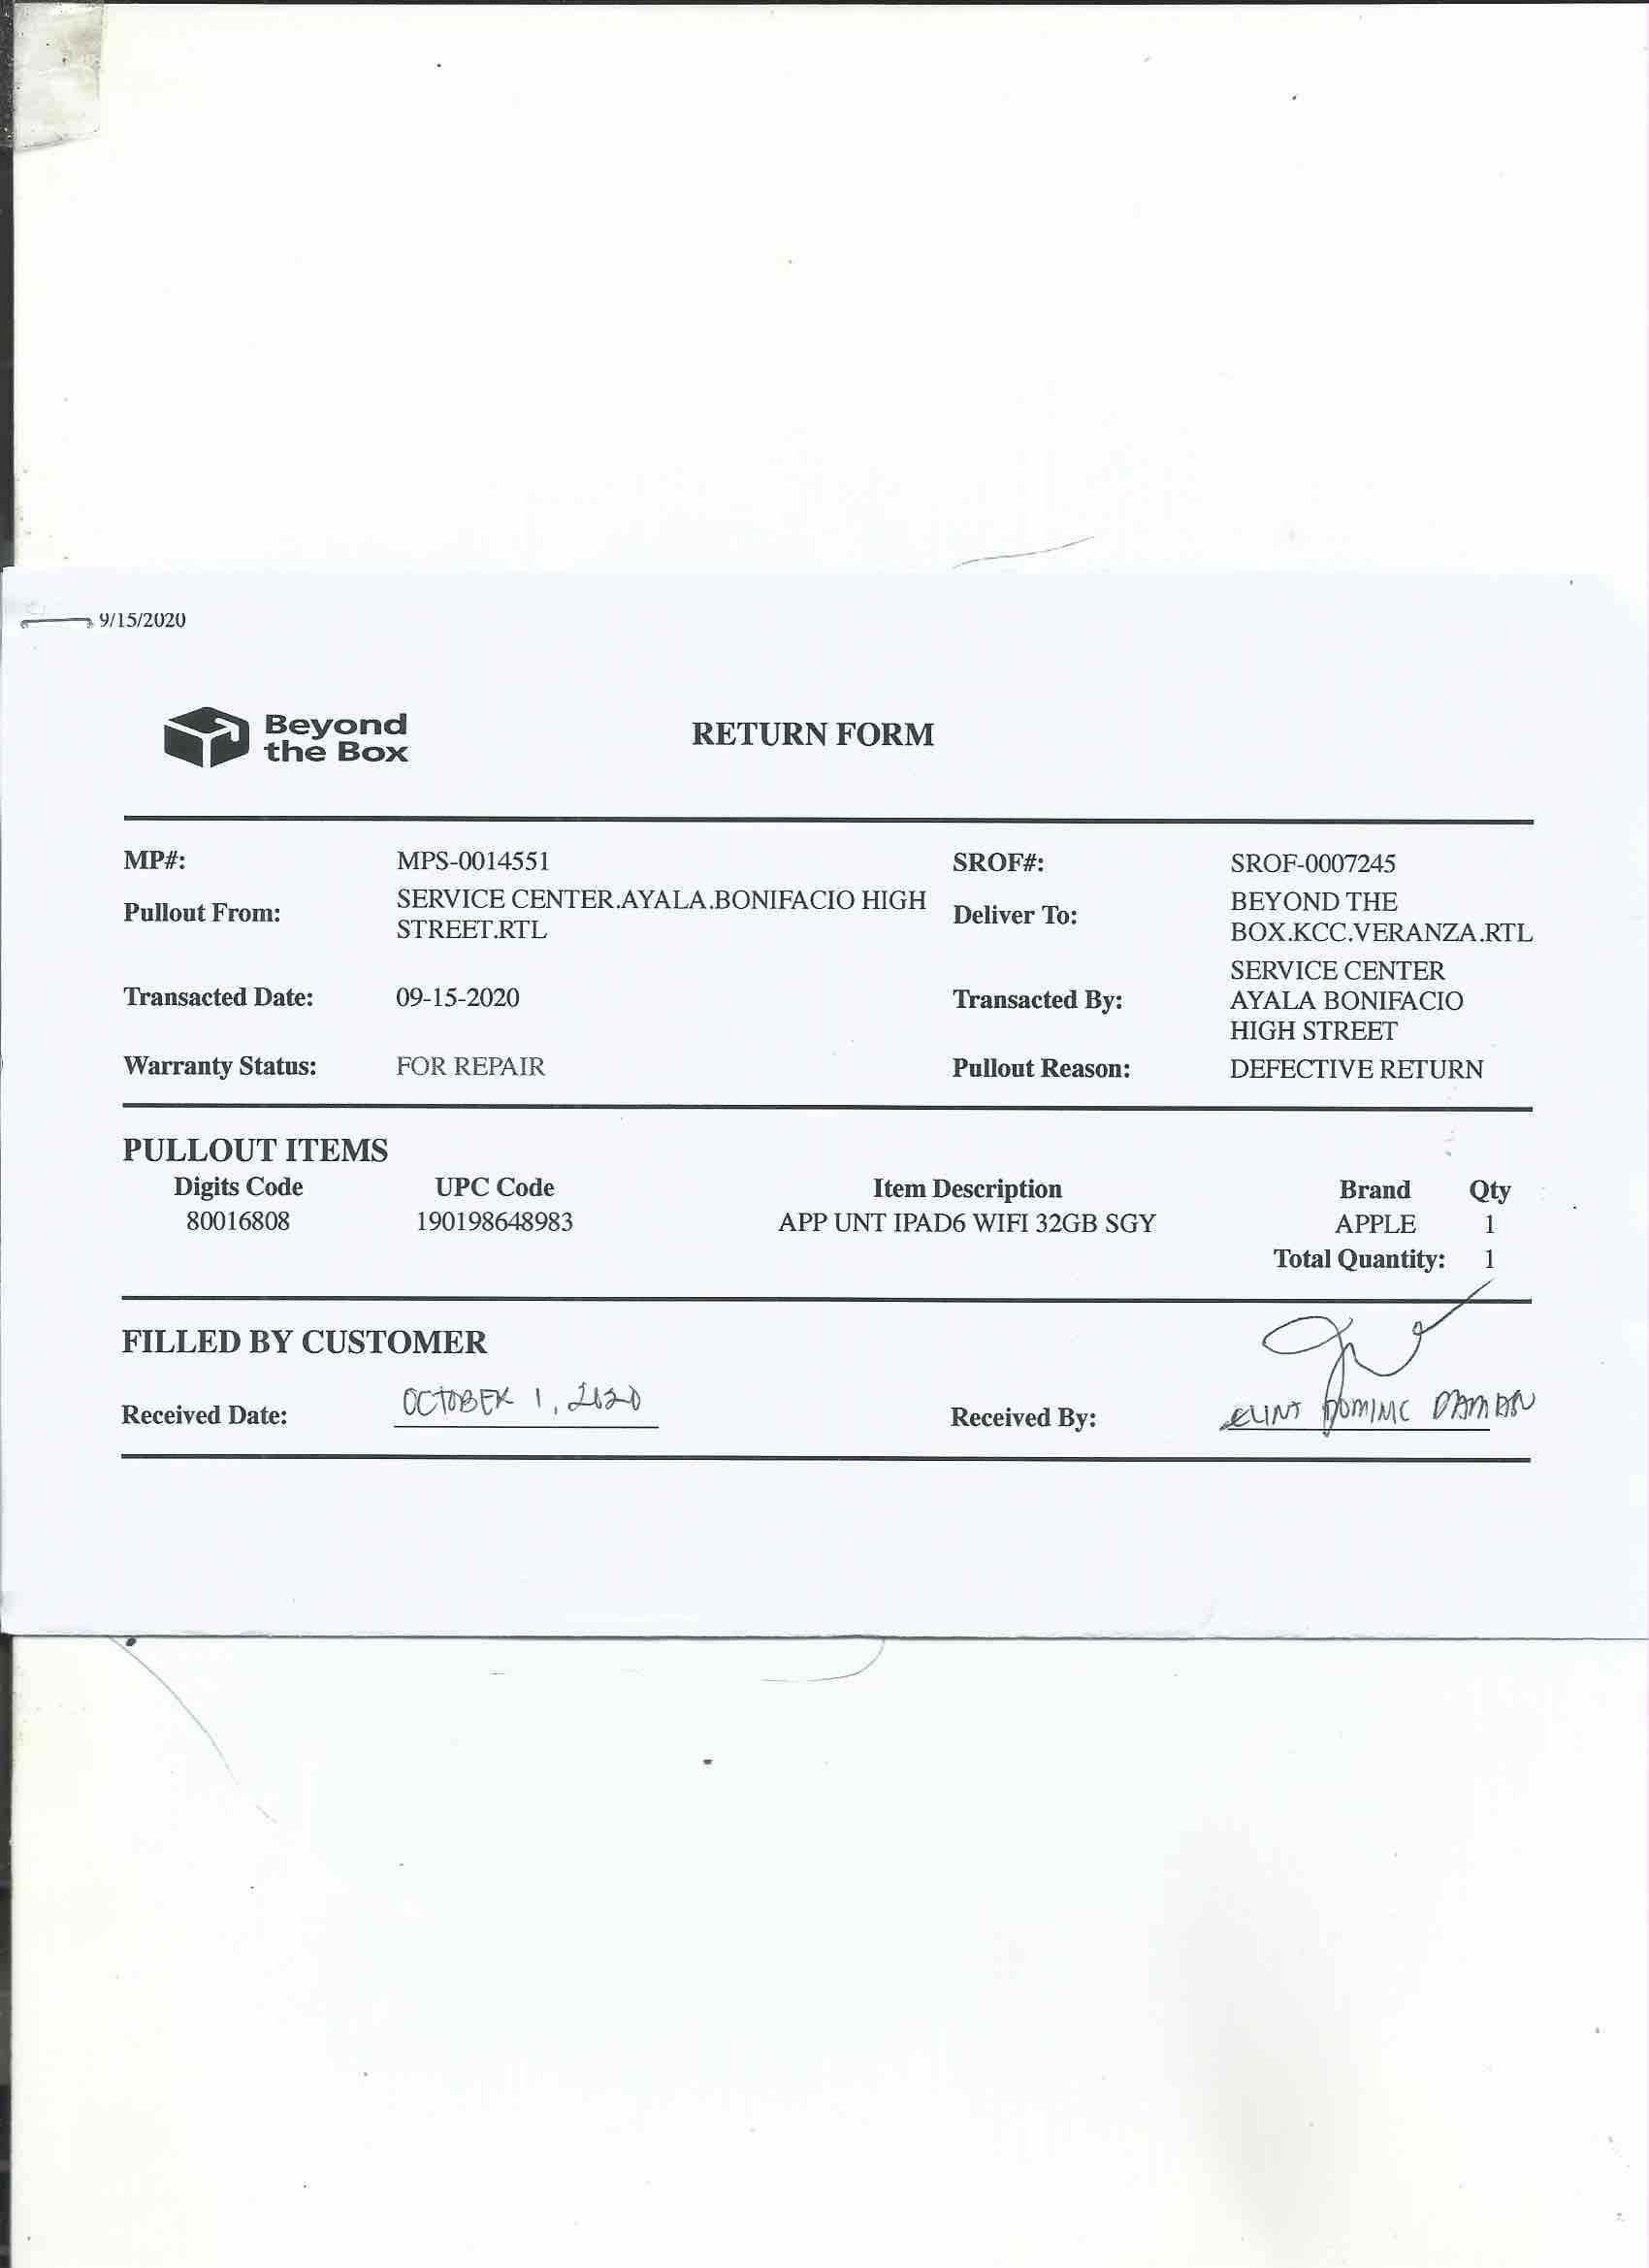 9/15/2020
Beyond
the Box
RETURN FORM
MP#: MPS-0014551 SROF#: SROF-0007245
Pullout From: SERVICE CENTER.AYALA.BONIFACIO HIGH STREET.RTL Deliver To: BEYOND THE BOX.KCC.VERANZA.RTL
Transacted Date: 09-15-2020 Transacted By: SERVICE CENTER AYALA BONIFACIO HIGH STREET
Warranty Status: FOR REPAIR Pullout Reason: DEFECTIVE RETURN
PULLOUT ITEMS
Digits Code UPC Code Item Description Brand Qty
80016808 190198648983 APP UNT IPAD6 WIFI 32GB SGY APPLE 1
Total Quantity: 1
FILLED BY CUSTOMER
Received Date: OCTOBER 1, 2020 Received By: DOMINIC